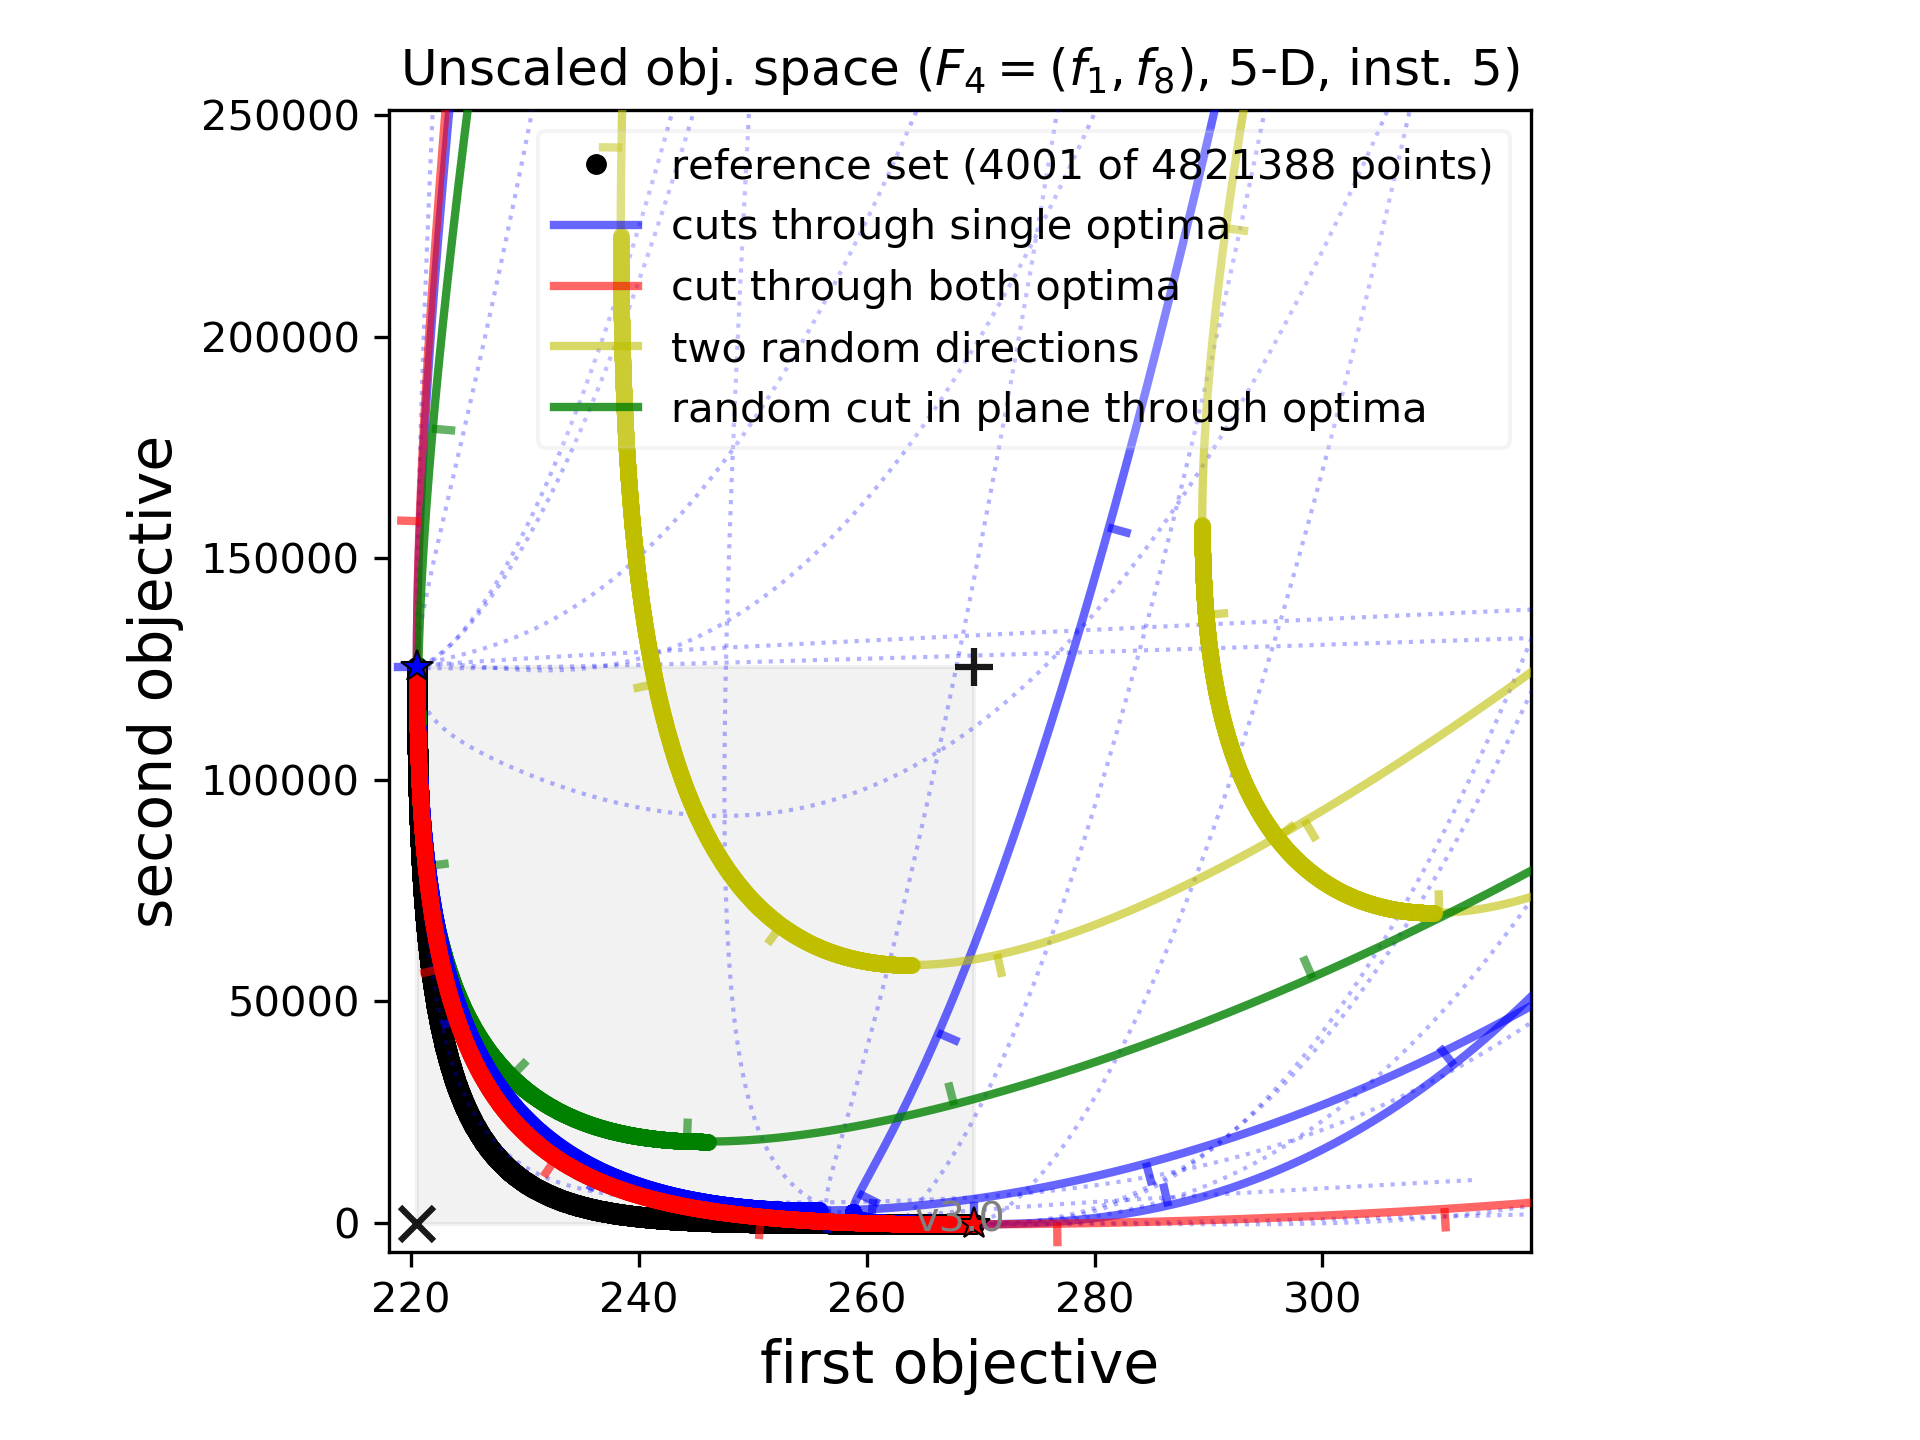 Unscaled obj. space (F₄ = (f₁, f₈), 5-D, inst. 5)
250000
200000
150000
100000
50000
0
second objective
reference set (4001 of 4821388 points)
cuts through single optima
cut through both optima
two random directions
random cut in plane through optima
v3.0
220 240 260 280 300
first objective